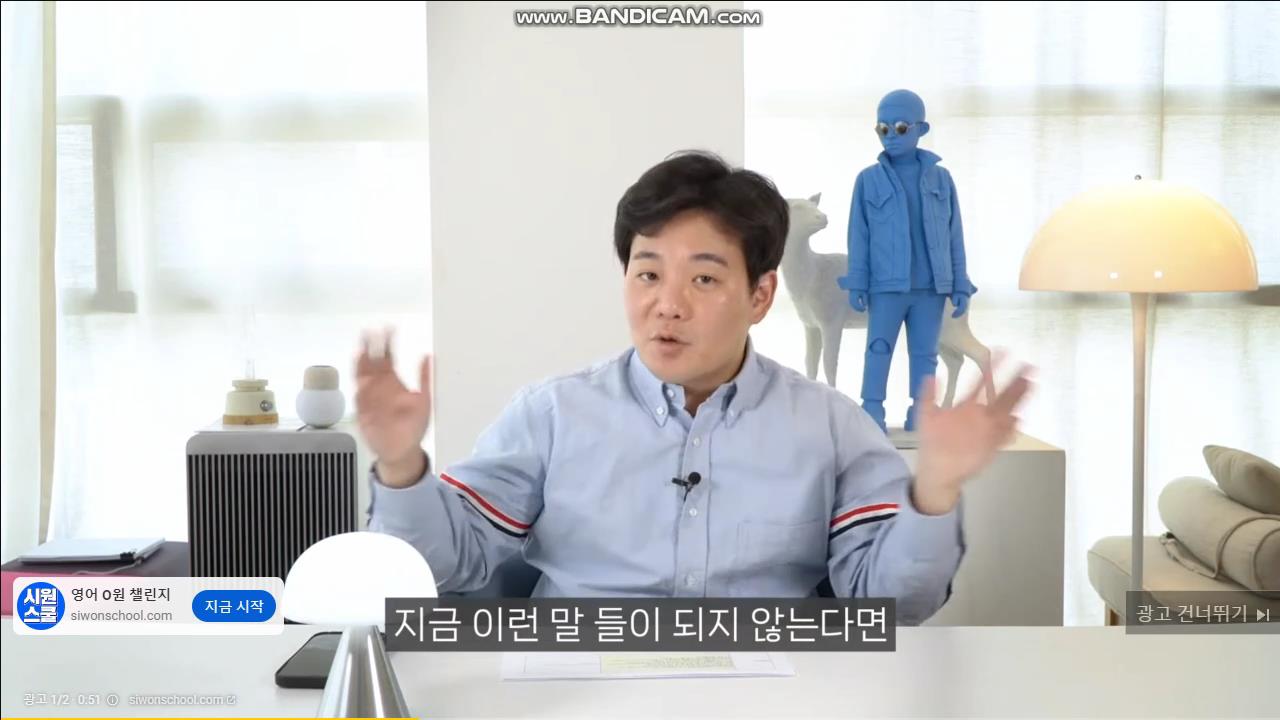 www.BANDICAM.com
시원
스쿨
영어 0원 챌린지
siwonschool.com
지금 시작
지금 이런 말 들이 되지 않는다면
광고 건너뛰기
광고 1/2 · 0:51
siwonschool.com